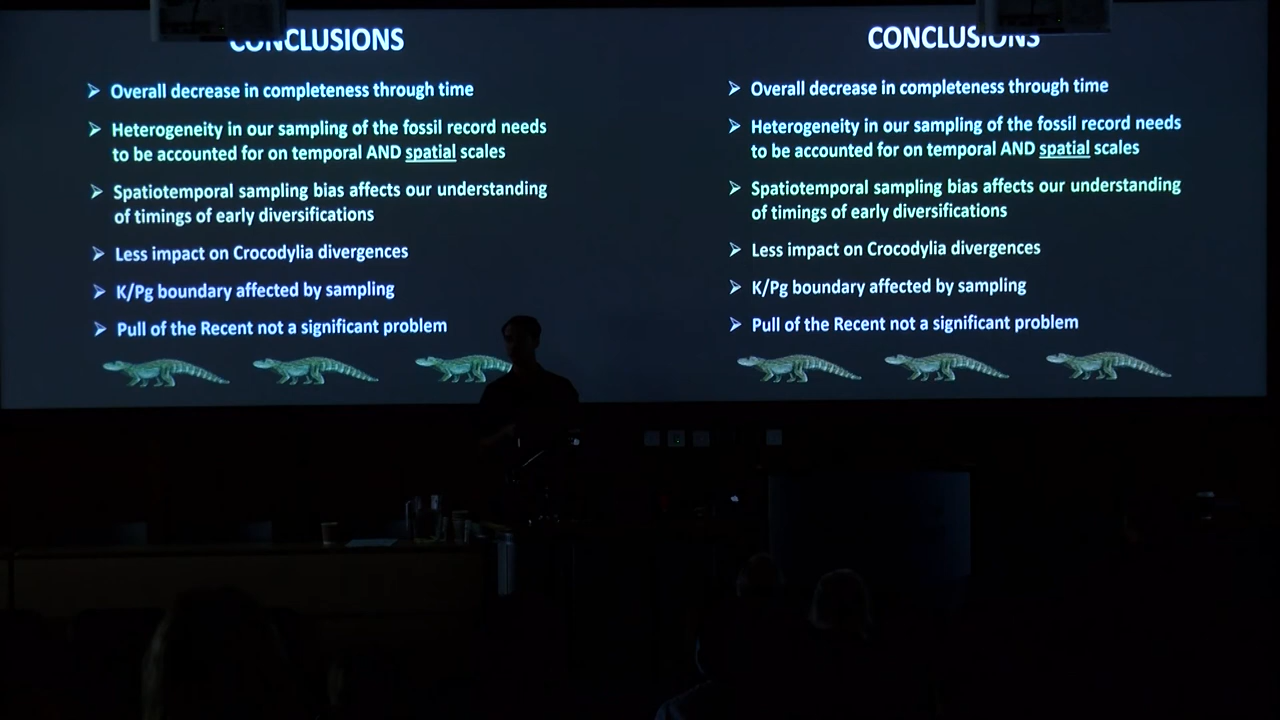 CONCLUSIONS
➢ Overall decrease in completeness through time
➢ Heterogeneity in our sampling of the fossil record needs
to be accounted for on temporal AND spatial scales
➢ Spatiotemporal sampling bias affects our understanding
of timings of early diversifications
➢ Less impact on Crocodylia divergences
➢ K/Pg boundary affected by sampling
➢ Pull of the Recent not a significant problem
CONCLUSIONS
➢ Overall decrease in completeness through time
➢ Heterogeneity in our sampling of the fossil record needs
to be accounted for on temporal AND spatial scales
➢ Spatiotemporal sampling bias affects our understanding
of timings of early diversifications
➢ Less impact on Crocodylia divergences
➢ K/Pg boundary affected by sampling
➢ Pull of the Recent not a significant problem